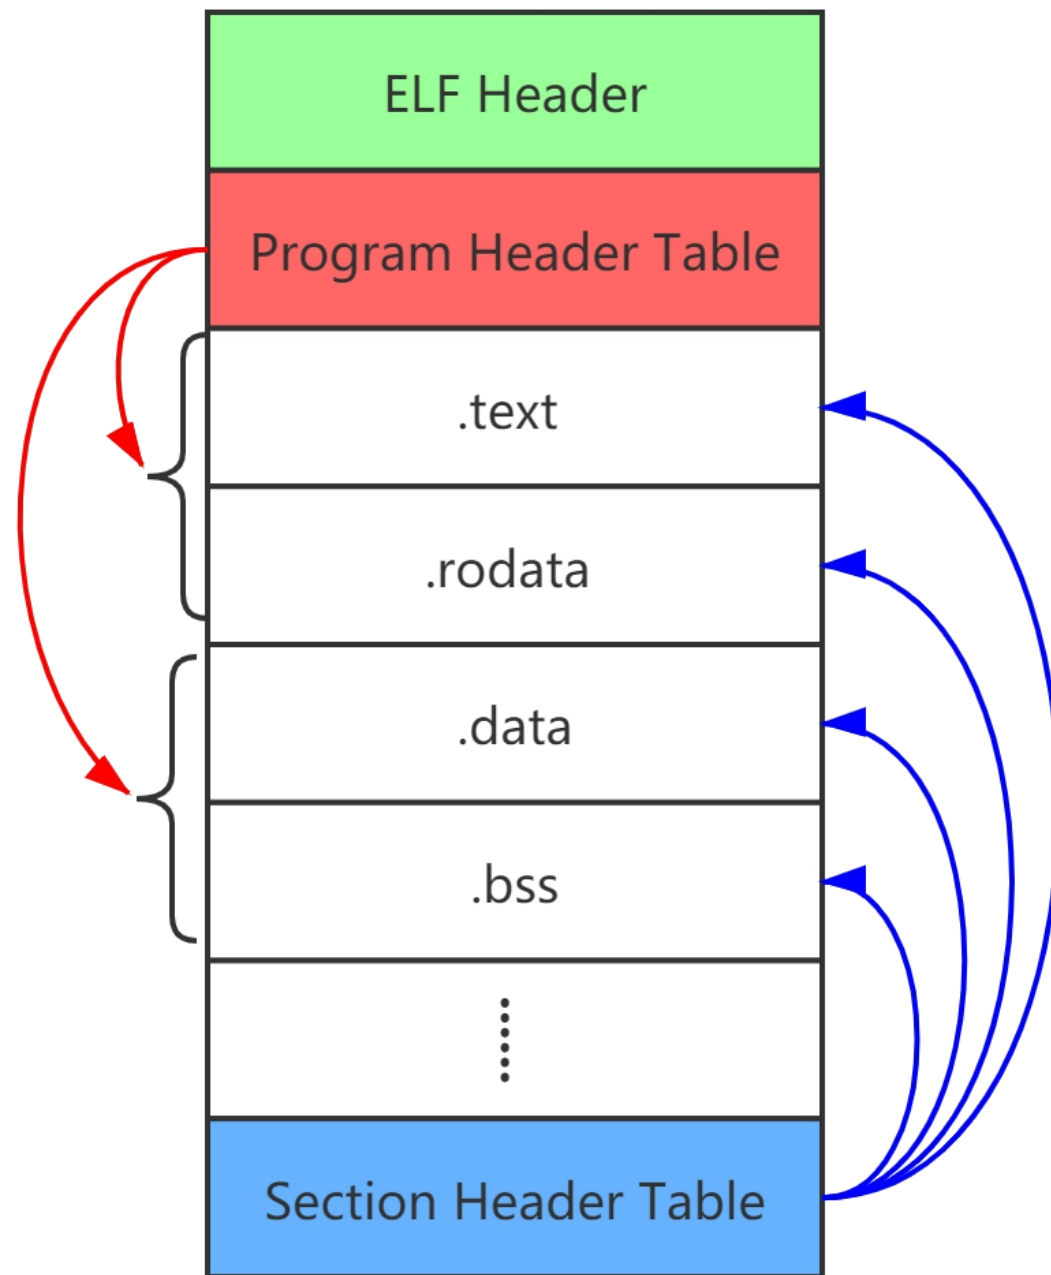 ELF Header
Program Header Table
.text
.rodata
.data
.bss
Section Header Table